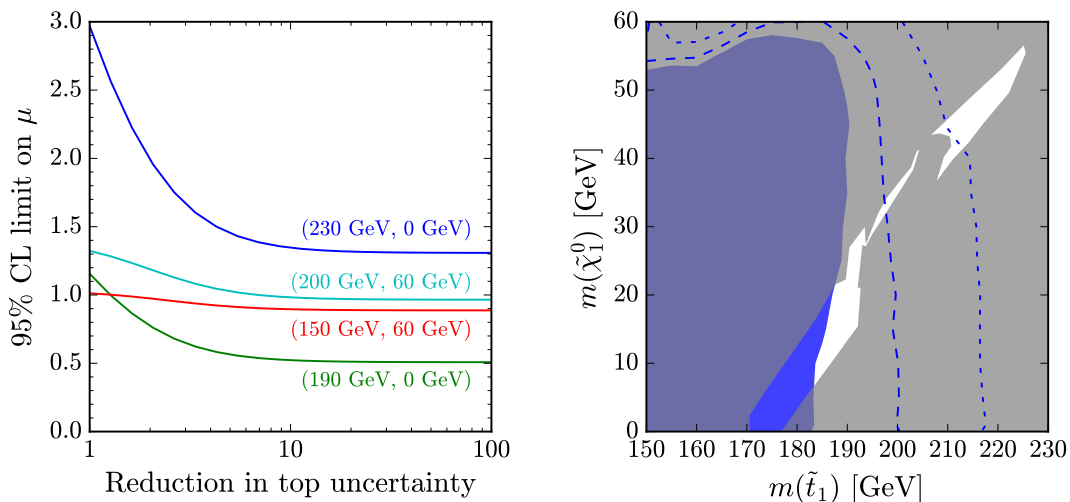 95% CL limit on μ
3.0
2.5
2.0
1.5
1.0
0.5
0.0
(230 GeV, 0 GeV)
(200 GeV, 60 GeV)
(150 GeV, 60 GeV)
(190 GeV, 0 GeV)
1 10 100
Reduction in top uncertainty
m(χ̃₁⁰) [GeV]
60
50
40
30
20
10
0
150 160 170 180 190 200 210 220 230
m(t̃₁) [GeV]